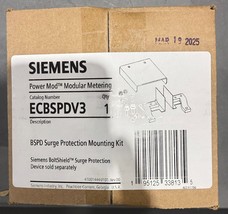 MAR 19 2025
SIEMENS
Power Mod™ Modular Metering
Catalog Number
Qty
ECBSPDV3 1
Description
BSPD Surge Protection Mounting Kit
Siemens BoltShield™ Surge Protection
Device sold separately